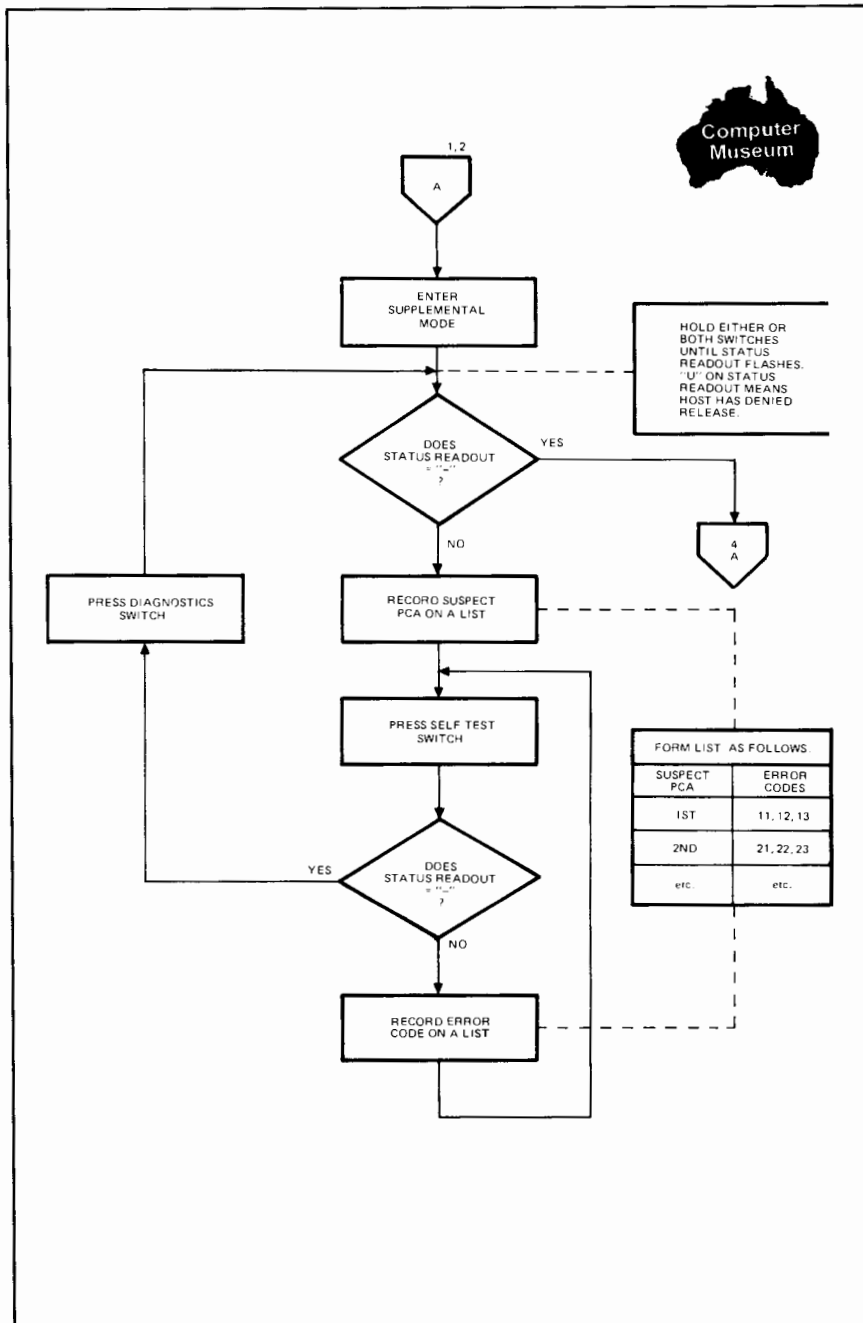 Computer
Museum
1, 2
A
ENTER
SUPPLEMENTAL
MODE
HOLD EITHER OR
BOTH SWITCHES
UNTIL STATUS
READOUT FLASHES.
"U" ON STATUS
READOUT MEANS
HOST HAS DENIED
RELEASE.
DOES
STATUS READOUT
= "–"
?
YES
NO
4
A
PRESS DIAGNOSTICS
SWITCH
RECORD SUSPECT
PCA ON A LIST
PRESS SELF TEST
SWITCH
FORM LIST AS FOLLOWS.
SUSPECT PCA ERROR CODES
1ST 11, 12, 13
2ND 21, 22, 23
etc. etc.
YES
DOES
STATUS READOUT
= "–"
?
NO
RECORD ERROR
CODE ON A LIST